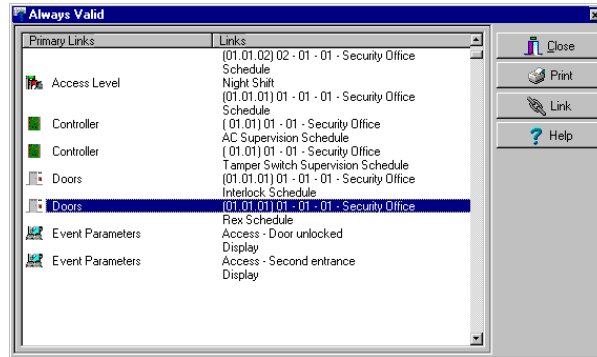 Always Valid
Primary Links Links
(01.01.02) 02 - 01 - 01 - Security Office
Schedule
Access Level Night Shift
(01.01.01) 01 - 01 - 01 - Security Office
Schedule
Controller ( 01.01) 01 - 01 - Security Office
AC Supervision Schedule
Controller ( 01.01) 01 - 01 - Security Office
Tamper Switch Supervision Schedule
Doors (01.01.01) 01 - 01 - 01 - Security Office
Interlock Schedule
Doors (01.01.01) 01 - 01 - 01 - Security Office
Rex Schedule
Event Parameters Access - Door unlocked
Display
Event Parameters Access - Second entrance
Display
Close
Print
Link
Help